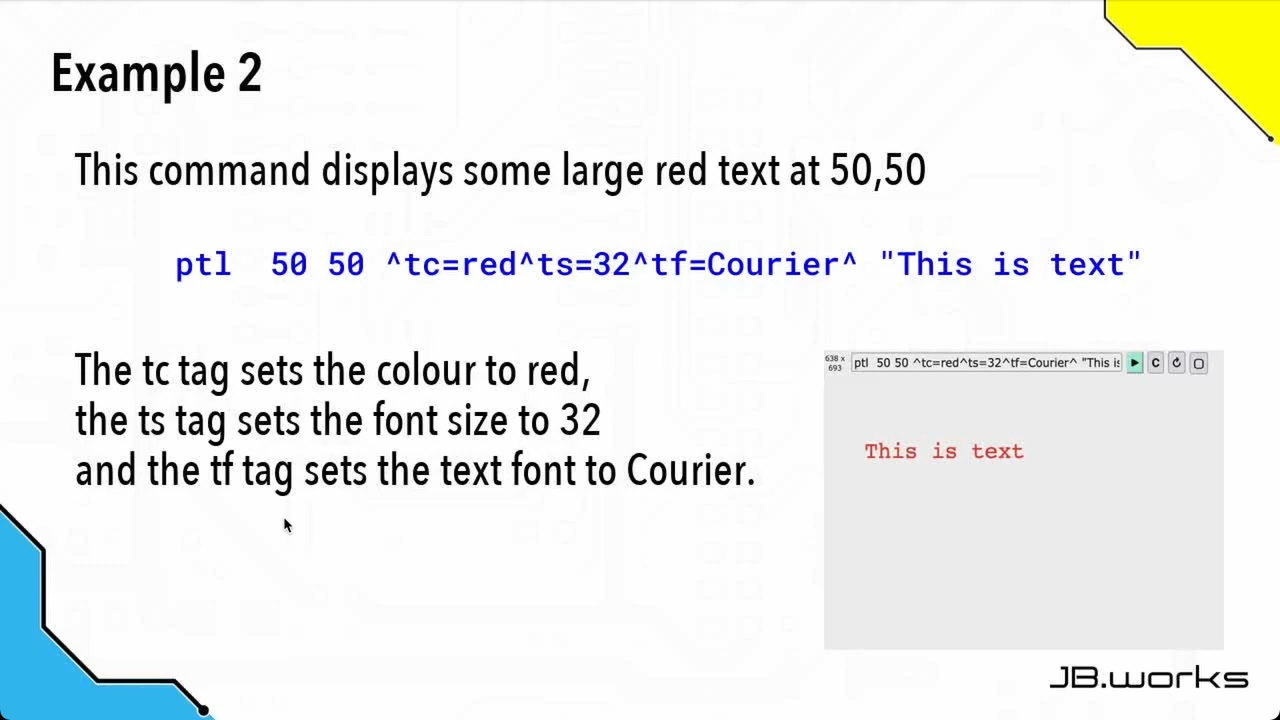 Example 2
This command displays some large red text at 50,50
ptl  50 50 ^tc=red^ts=32^tf=Courier^ "This is text"
The tc tag sets the colour to red,
the ts tag sets the font size to 32
and the tf tag sets the text font to Courier.
638 x
693
ptl  50 50 ^tc=red^ts=32^tf=Courier^ "This is
C
This is text
JB.works